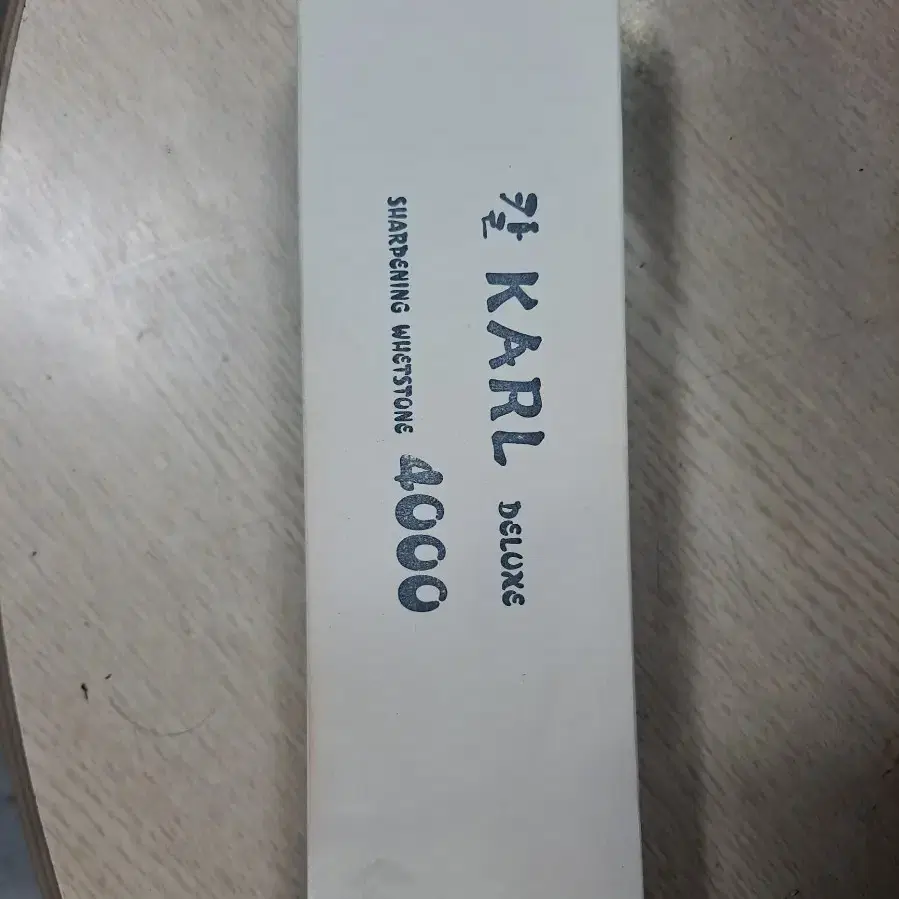 칼 KARL DELUXE
SHARPENING WHETSTONE 4000